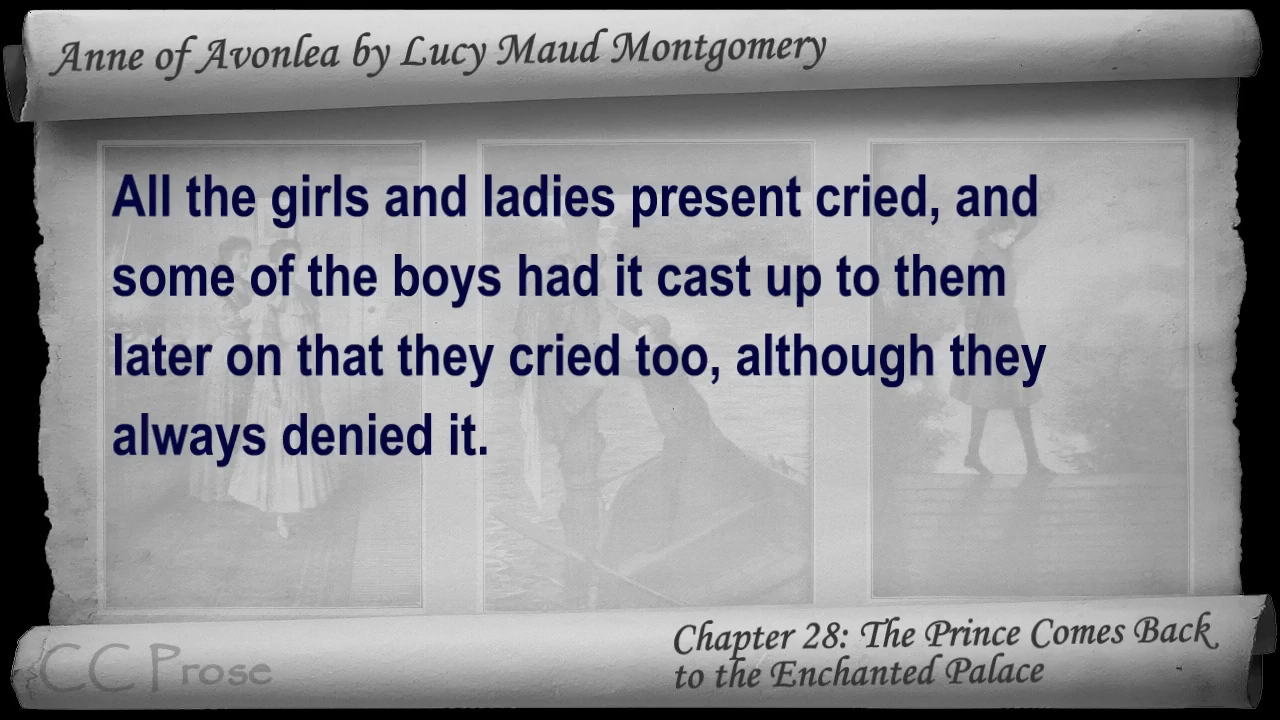 Anne of Avonlea by Lucy Maud Montgomery
All the girls and ladies present cried, and
some of the boys had it cast up to them
later on that they cried too, although they
always denied it.
CC Prose
Chapter 28: The Prince Comes Back
to the Enchanted Palace